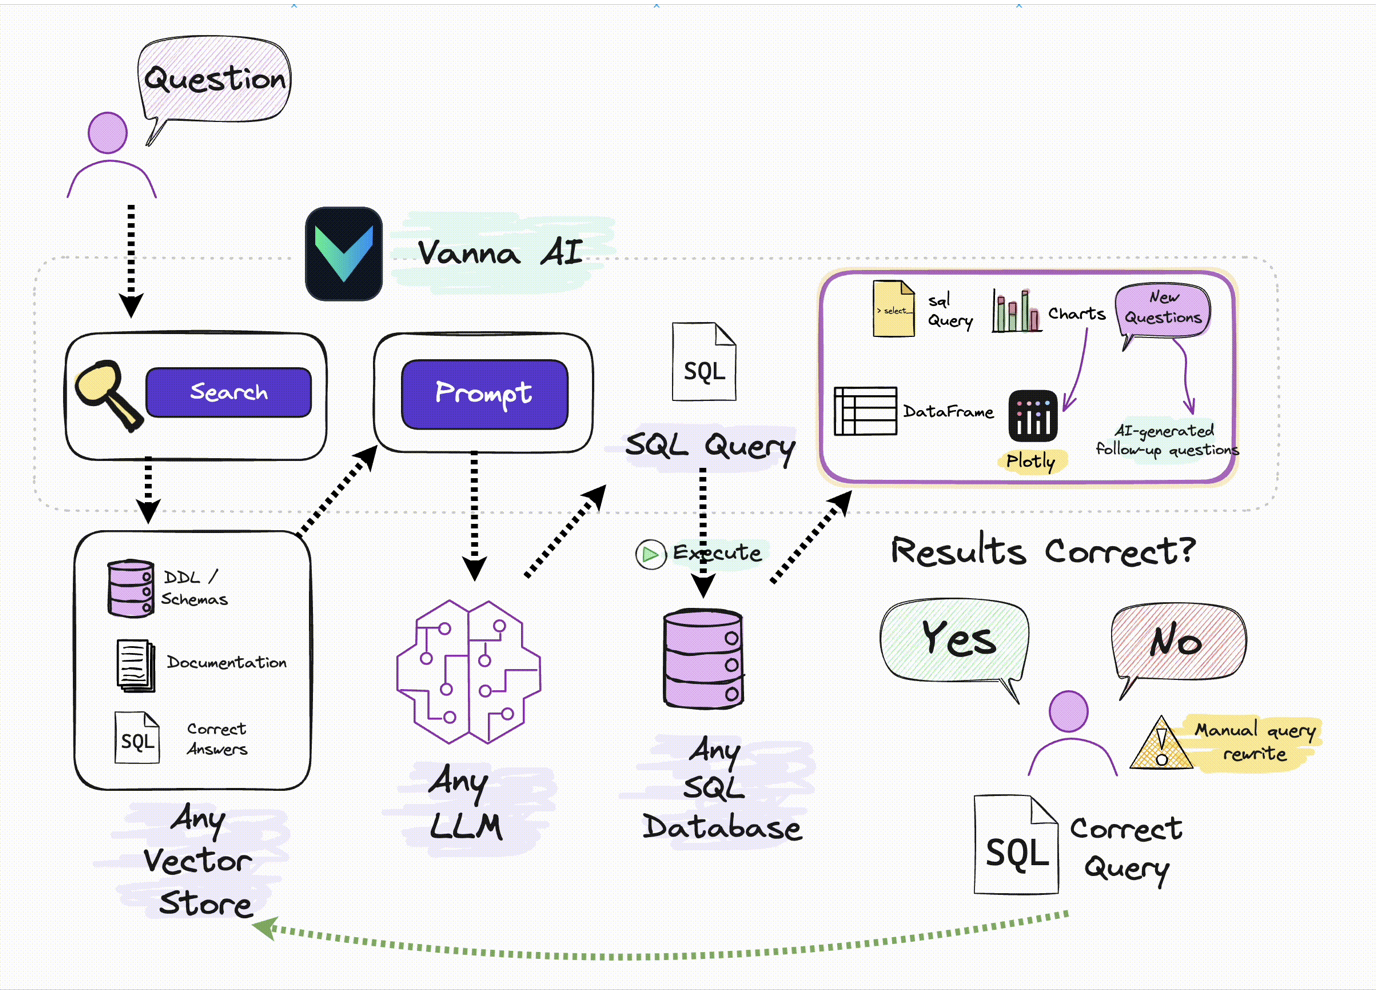 Question
Vanna AI
Search
Prompt
SQL
SQL Query
> select_
sql
Query
Charts
New
Questions
DataFrame
Plotly
AI-generated
follow-up questions
DDL /
Schemas
Documentation
SQL
Correct
Answers
Any
Vector
Store
Any
LLM
Execute
Any
SQL
Database
Results Correct?
Yes
No
Manual query
rewrite
SQL
Correct
Query